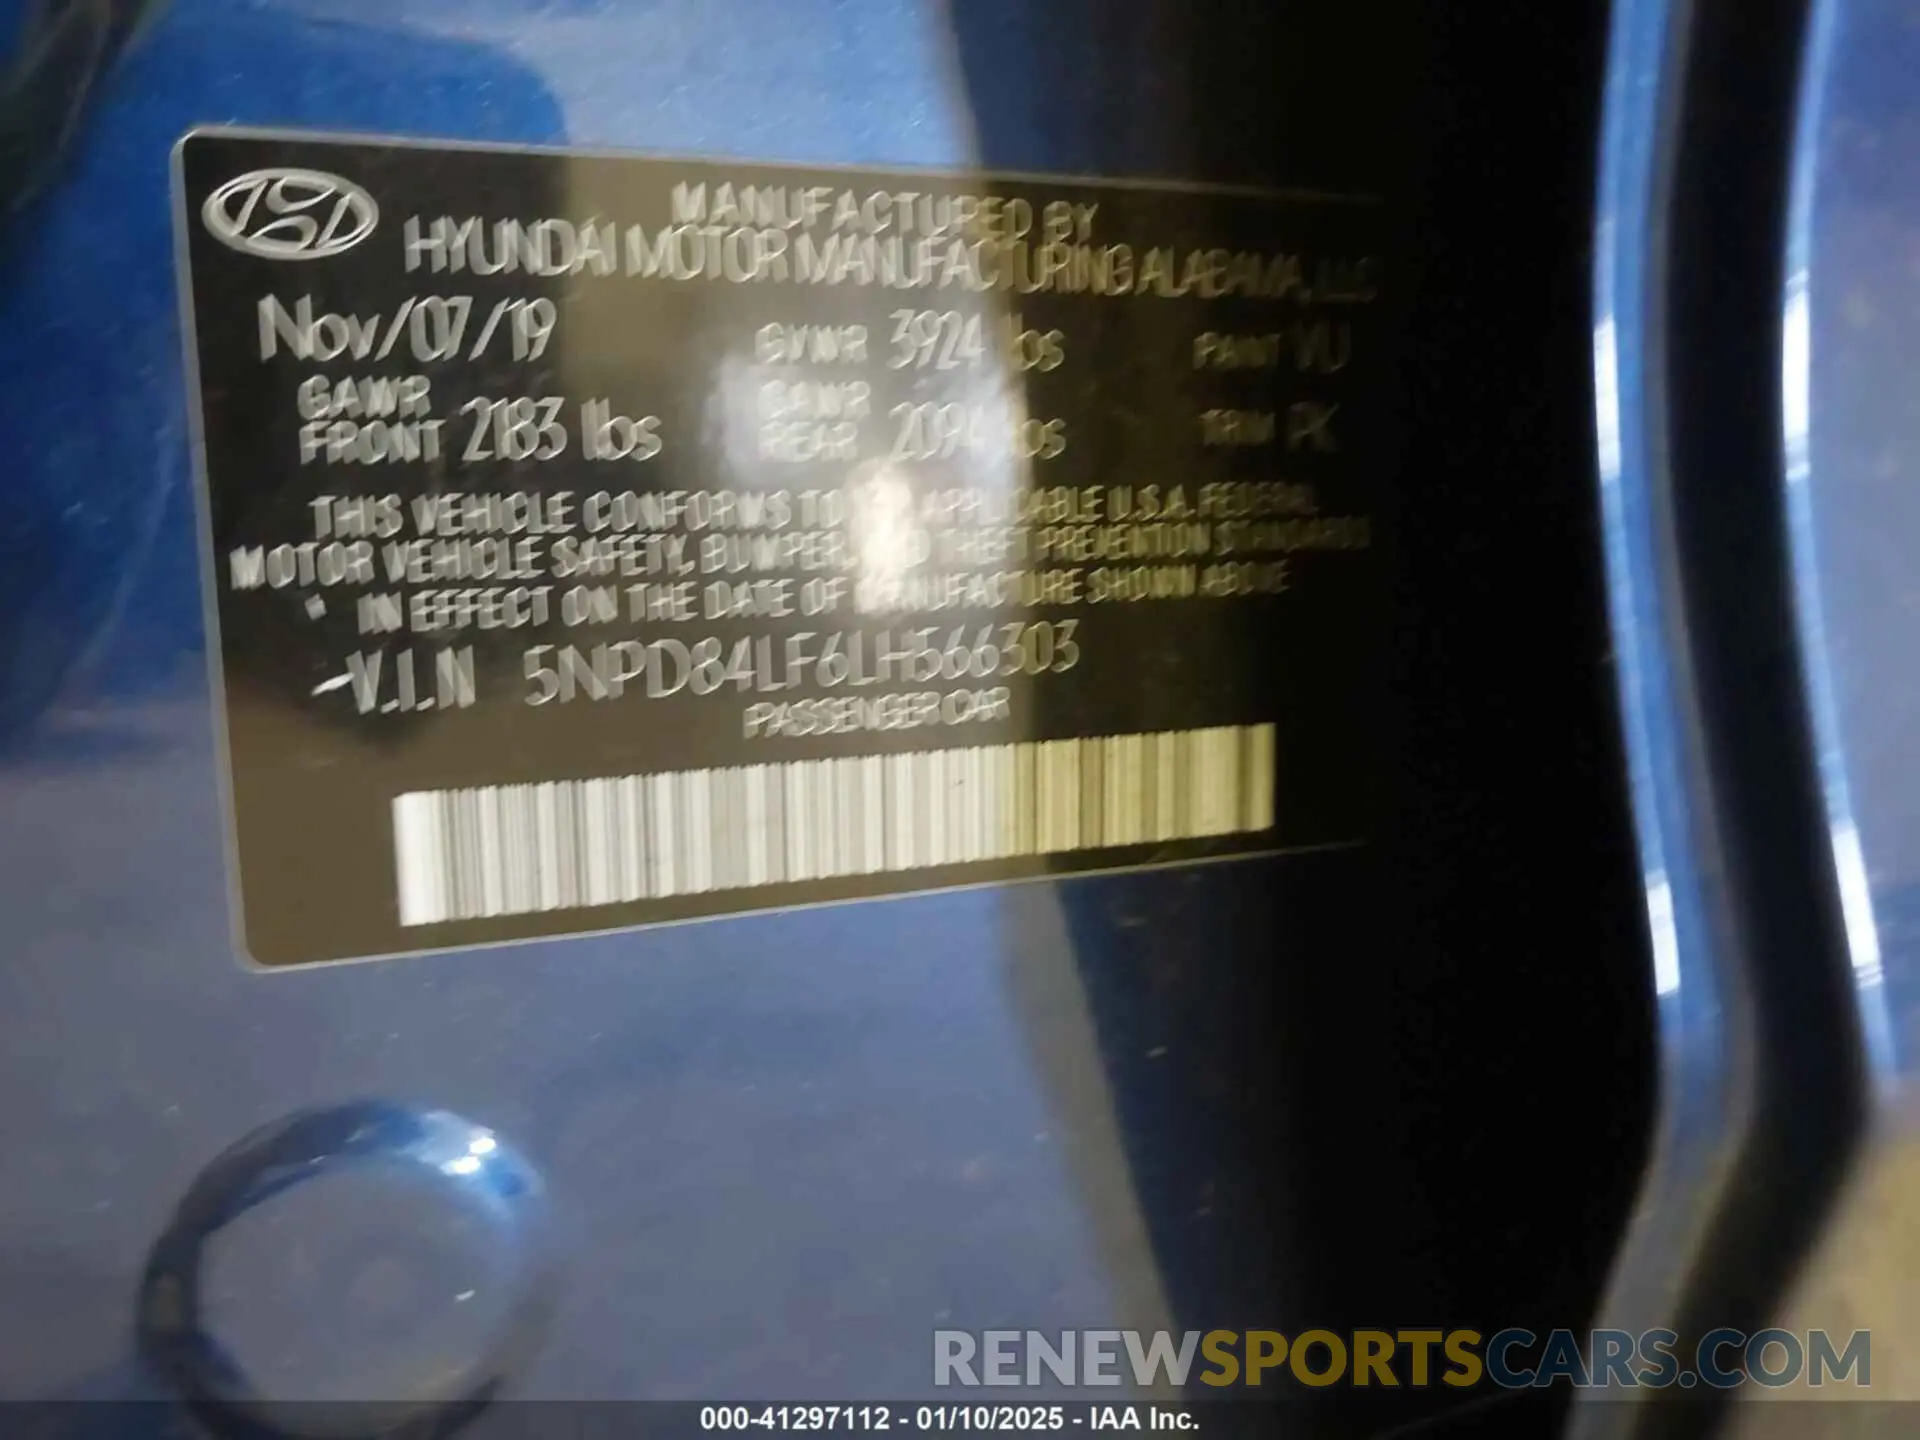 MANUFACTURED BY
HYUNDAI MOTOR MANUFACTURING ALABAMA, LLC
Nov/07/19 GVWR 3924 lbs PAINT YU
GAWR FRONT 2183 lbs GAWR REAR 2094 lbs TRIM PK
THIS VEHICLE CONFORMS TO APPLICABLE U.S.A. FEDERAL
MOTOR VEHICLE SAFETY, BUMPER, AND THEFT PREVENTION STANDARDS
IN EFFECT ON THE DATE OF MANUFACTURE SHOWN ABOVE
V.I.N 5NPD84LF6LH566303
PASSENGER CAR
RENEWSPORTSCARS.COM
000-41297112 - 01/10/2025 - IAA Inc.